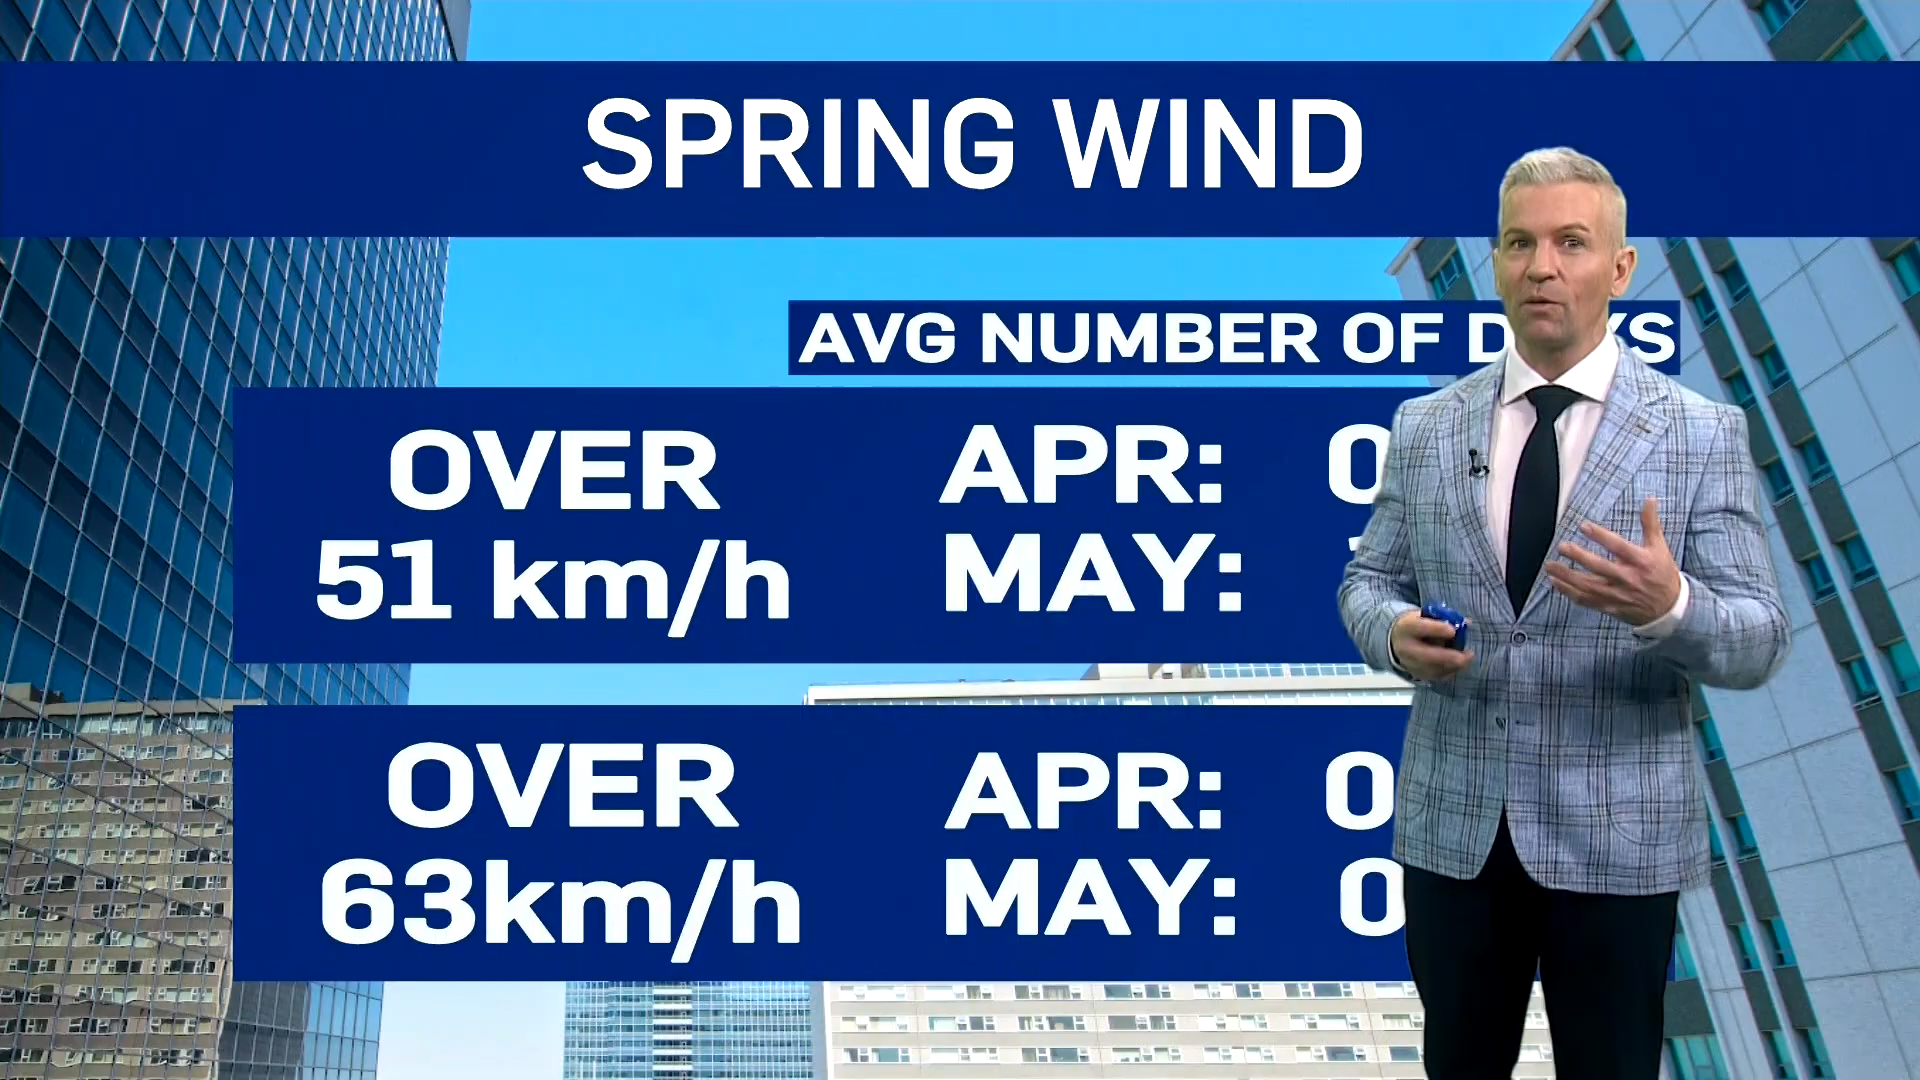 SPRING WIND
AVG NUMBER OF
OVER
51 km/h
APR:
MAY:
OVER
63km/h
APR:
MAY: